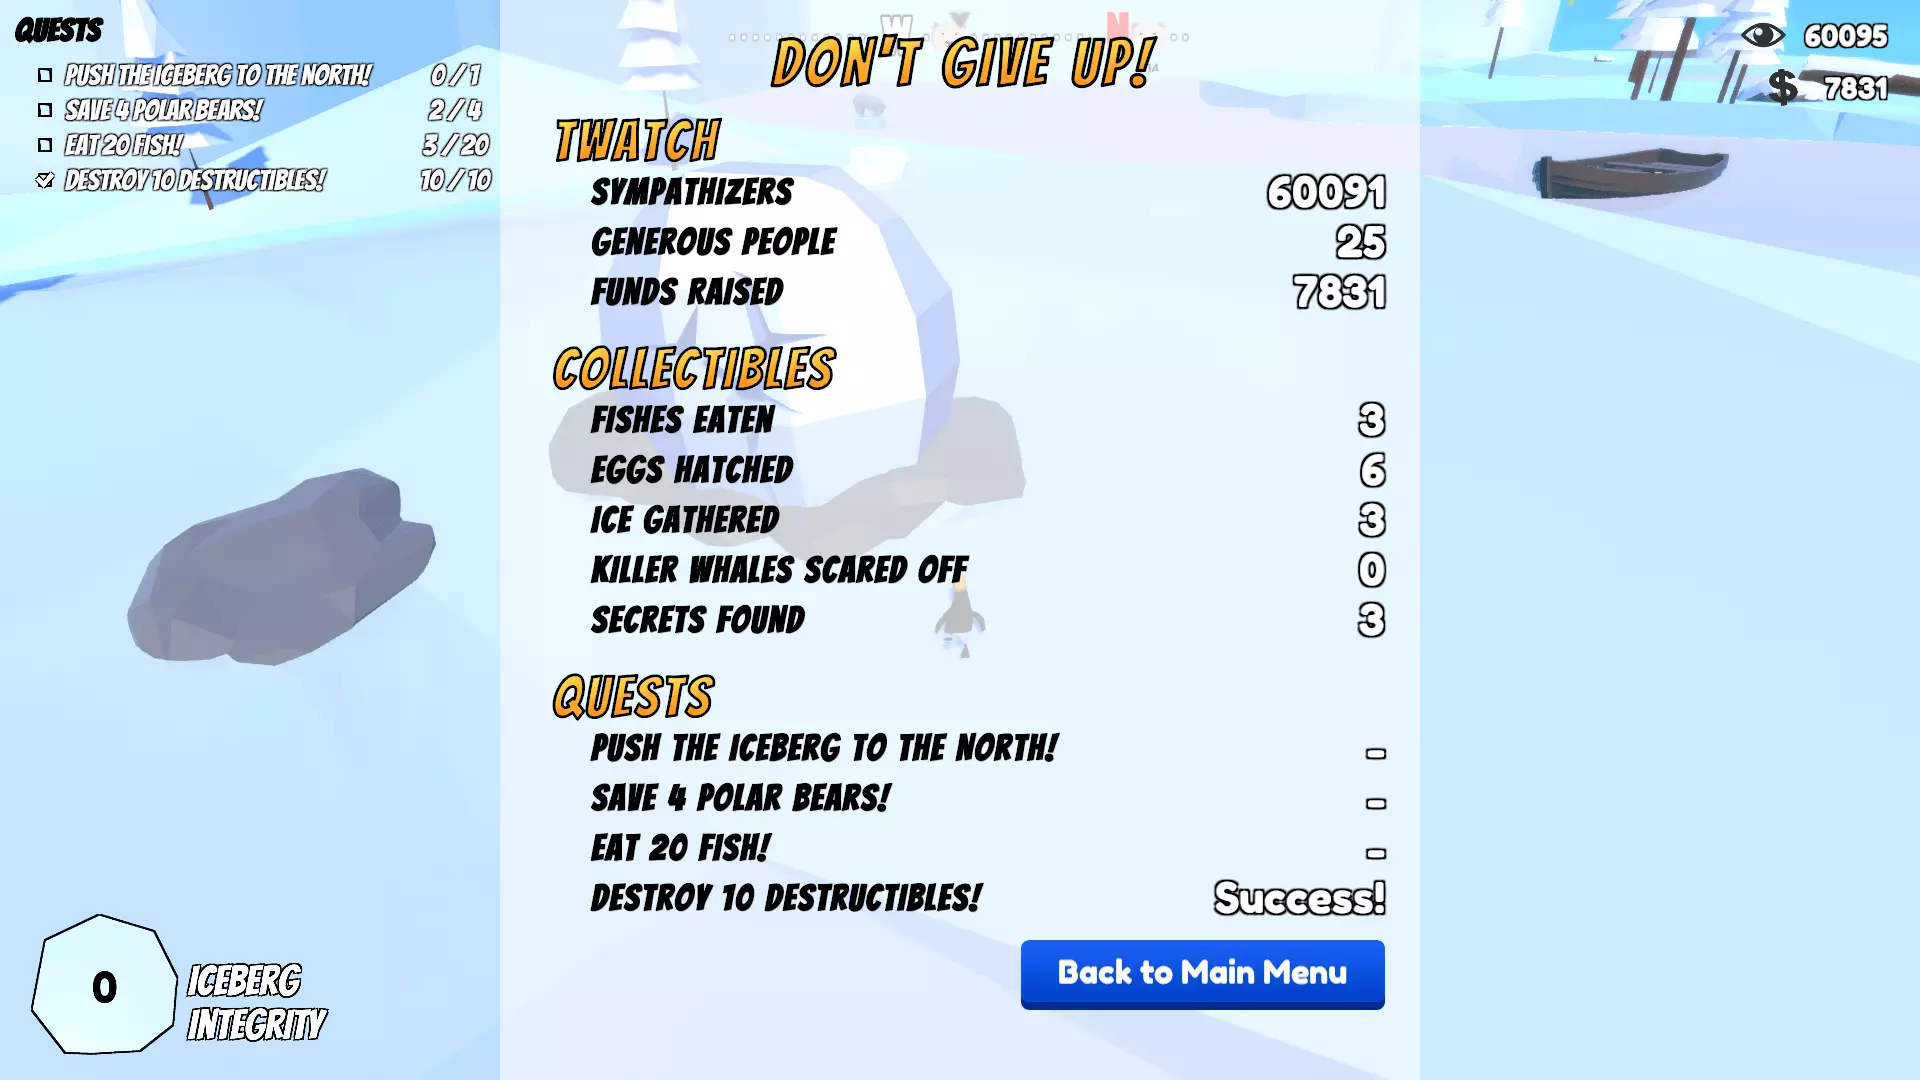 QUESTS
PUSH THE ICEBERG TO THE NORTH! 0/1
SAVE 4 POLAR BEARS! 2/4
EAT 20 FISH! 3/20
DESTROY 10 DESTRUCTIBLES! 10/10
W N
DON'T GIVE UP!
60095
$ 7831
TWATCH
SYMPATHIZERS 60091
GENEROUS PEOPLE 25
FUNDS RAISED 7831
COLLECTIBLES
FISHES EATEN 3
EGGS HATCHED 6
ICE GATHERED 3
KILLER WHALES SCARED OFF 0
SECRETS FOUND 3
QUESTS
PUSH THE ICEBERG TO THE NORTH! -
SAVE 4 POLAR BEARS! -
EAT 20 FISH! -
DESTROY 10 DESTRUCTIBLES! Success!
Back to Main Menu
0 ICEBERG
INTEGRITY